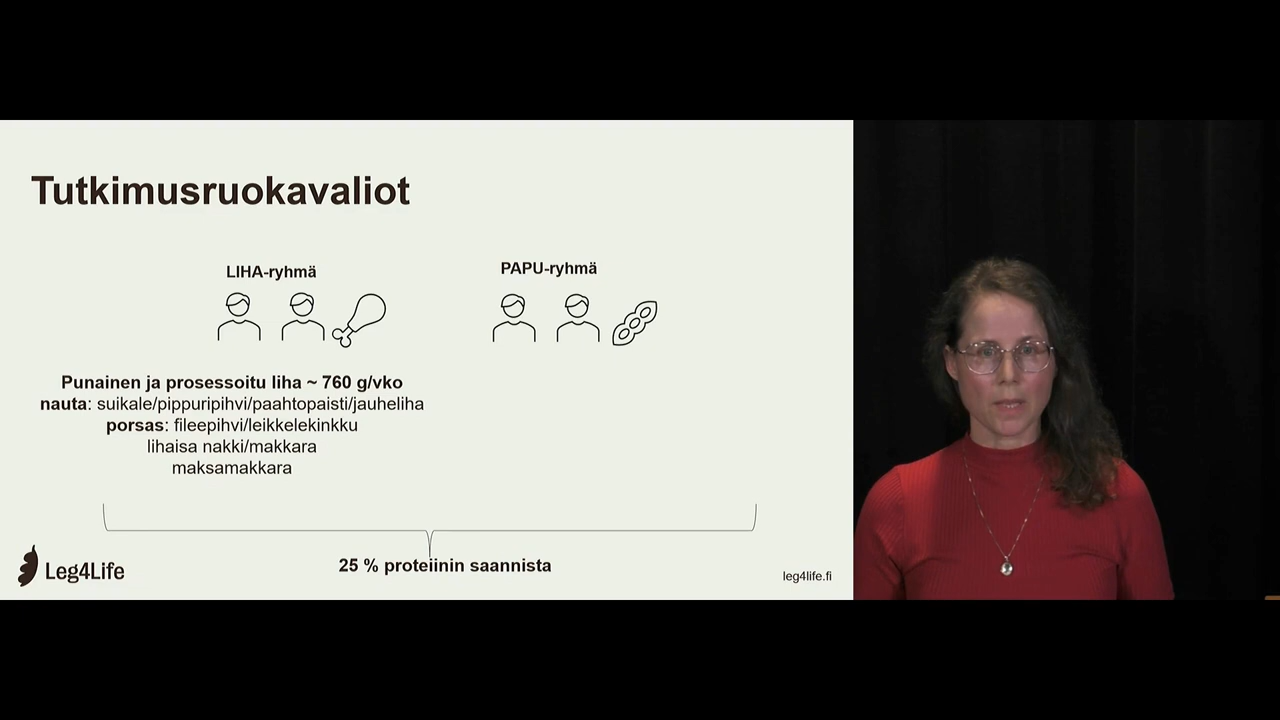 Tutkimusruokavaliot
LIHA-ryhmä
PAPU-ryhmä
Punainen ja prosessoitu liha ~ 760 g/vko
nauta: suikale/pippuripihvi/paahtopaisti/jauheliha
porsas: fileepihvi/leikkelekinkku
lihaisa nakki/makkara
maksamakkara
25 % proteiinin saannista
Leg4Life
leg4life.fi